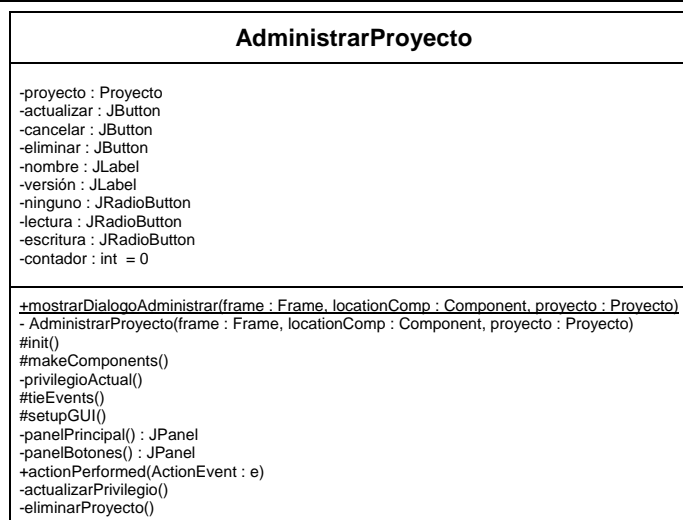 AdministrarProyecto
-proyecto : Proyecto
-actualizar : JButton
-cancelar : JButton
-eliminar : JButton
-nombre : JLabel
-versión : JLabel
-ninguno : JRadioButton
-lectura : JRadioButton
-escritura : JRadioButton
-contador : int  = 0
+mostrarDialogoAdministrar(frame : Frame, locationComp : Component, proyecto : Proyecto)
- AdministrarProyecto(frame : Frame, locationComp : Component, proyecto : Proyecto)
#init()
#makeComponents()
-privilegioActual()
#tieEvents()
#setupGUI()
-panelPrincipal() : JPanel
-panelBotones() : JPanel
+actionPerformed(ActionEvent : e)
-actualizarPrivilegio()
-eliminarProyecto()